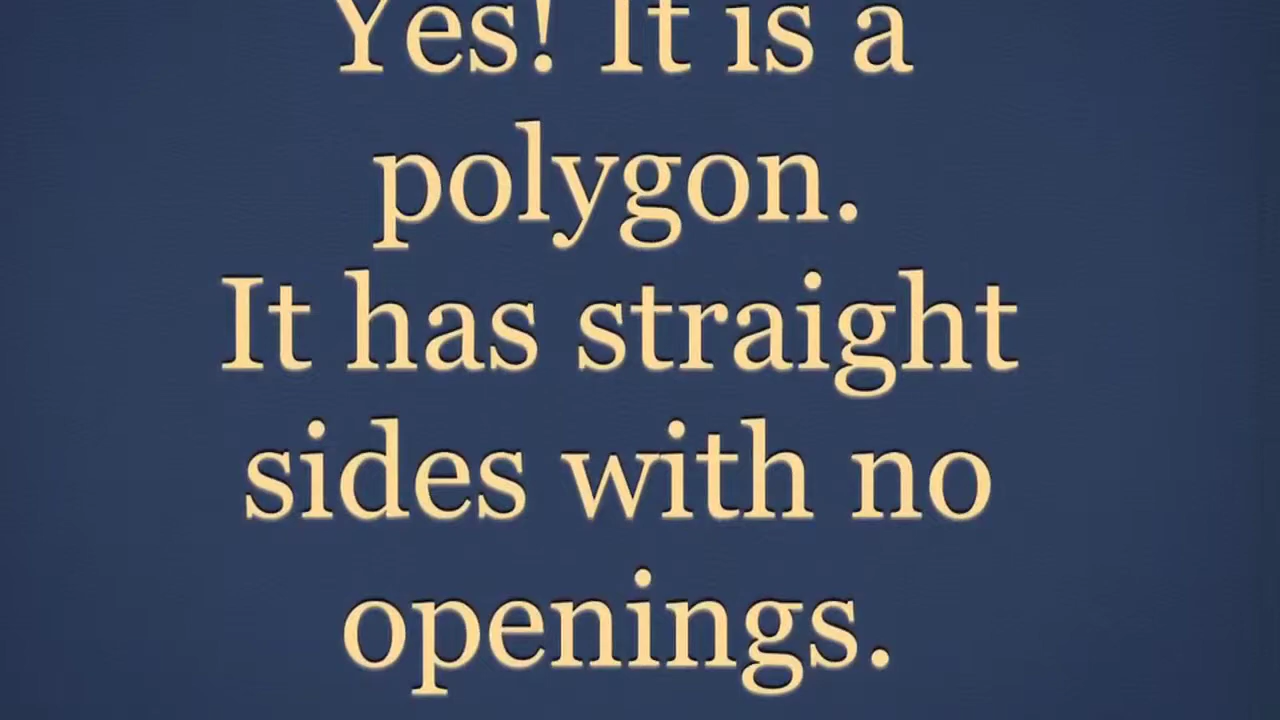 Yes! It is a
polygon.
It has straight
sides with no
openings.